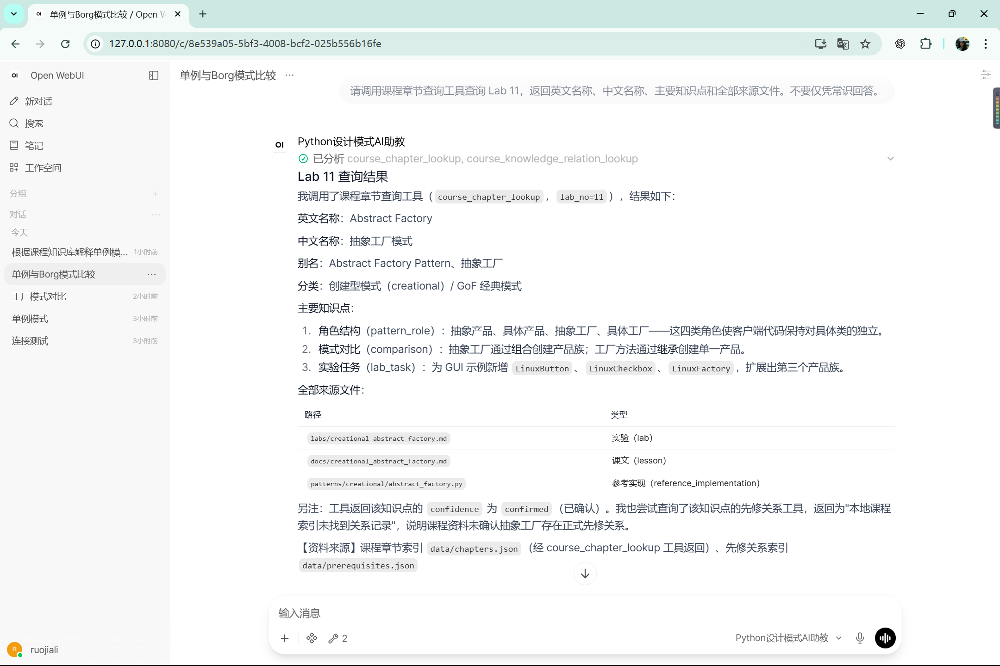 单例与Borg模式比较 / Open W
127.0.0.1:8080/c/8e539a05-5bf3-4008-bcf2-025b556b16fe
OI Open WebUI
新对话
搜索
笔记
工作空间
分组
对话
今天
根据课程知识库解释单例模... 1小时前
单例与Borg模式比较
工厂模式对比 2小时前
单例模式 3小时前
连接测试 3小时前
R ruojiali
单例与Borg模式比较
请调用课程章节查询工具查询 Lab 11，返回英文名称、中文名称、主要知识点和全部来源文件。不要仅凭常识回答。
OI Python设计模式AI助教
已分析 course_chapter_lookup, course_knowledge_relation_lookup
Lab 11 查询结果
我调用了课程章节查询工具（course_chapter_lookup，lab_no=11），结果如下：
英文名称：Abstract Factory
中文名称：抽象工厂模式
别名：Abstract Factory Pattern、抽象工厂
分类：创建型模式（creational）/ GoF 经典模式
主要知识点：
1. 角色结构（pattern_role）：抽象产品、具体产品、抽象工厂、具体工厂——这四类角色使客户端代码保持对具体类的独立。
2. 模式对比（comparison）：抽象工厂通过组合创建产品族；工厂方法通过继承创建单一产品。
3. 实验任务（lab_task）：为 GUI 示例新增 LinuxButton、LinuxCheckbox、LinuxFactory，扩展出第三个产品族。
全部来源文件：
路径 类型
labs/creational_abstract_factory.md 实验（lab）
docs/creational_abstract_factory.md 课文（lesson）
patterns/creational/abstract_factory.py 参考实现（reference_implementation）
另注：工具返回该知识点的 confidence 为 confirmed（已确认）。我也尝试查询了该知识点的先修关系工具，返回为"本地课程
索引未找到关系记录"，说明课程资料未确认抽象工厂存在正式先修关系。
【资料来源】课程章节索引 data/chapters.json（经 course_chapter_lookup 工具返回）、先修关系索引
data/prerequisites.json
输入消息
2
Python设计模式AI助教